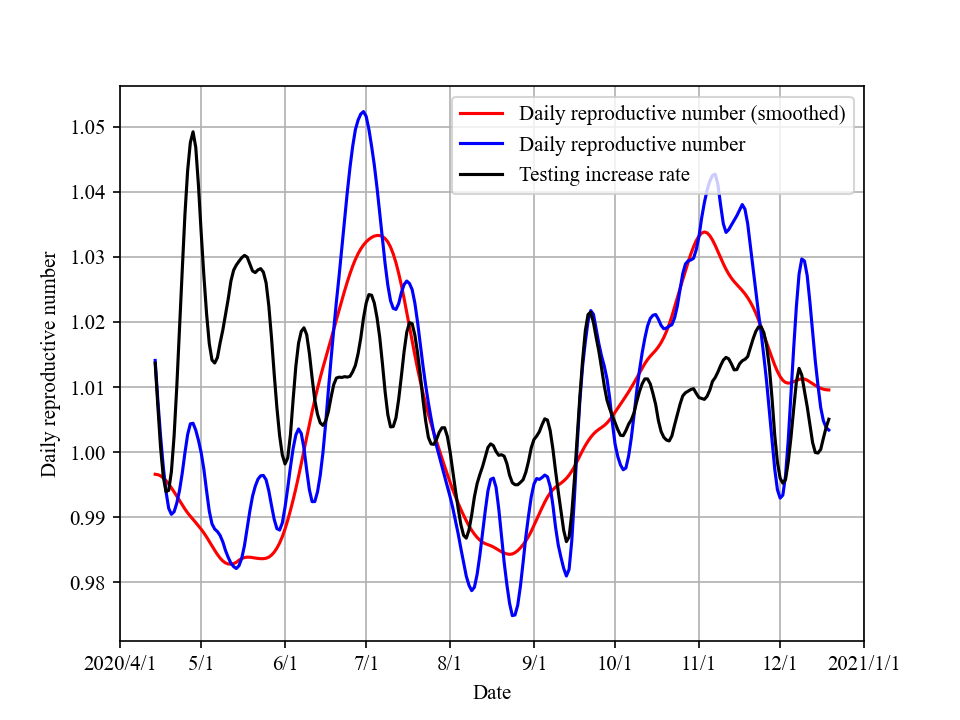 Daily reproductive number (smoothed)
Daily reproductive number
Testing increase rate
1.05
1.04
1.03
1.02
1.01
1.00
0.99
0.98
Daily reproductive number
2020/4/1 5/1 6/1 7/1 8/1 9/1 10/1 11/1 12/1 2021/1/1
Date